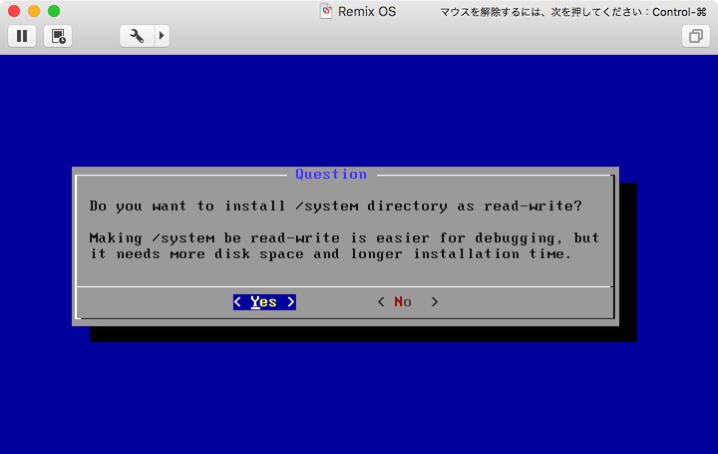 Remix OS
マウスを解除するには、次を押してください：Control-⌘
Question
Do you want to install /system directory as read-write?
Making /system be read-write is easier for debugging, but
it needs more disk space and longer installation time.
< Yes > < No >